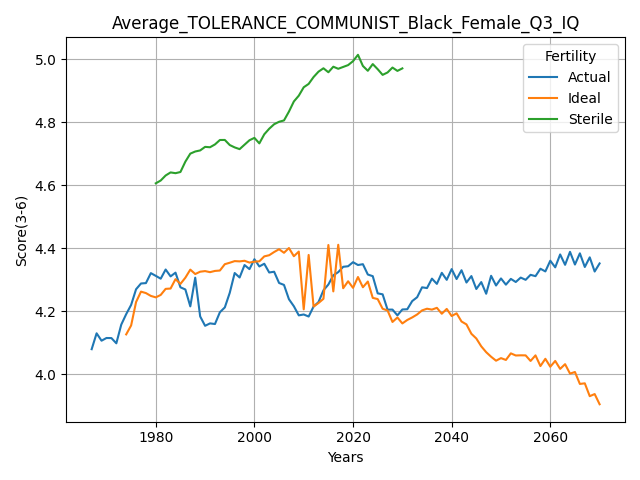 Average_TOLERANCE_COMMUNIST_Black_Female_Q3_IQ
Fertility
Actual
Ideal
Sterile
Score(3-6)
5.0
4.8
4.6
4.4
4.2
4.0
1980 2000 2020 2040 2060
Years